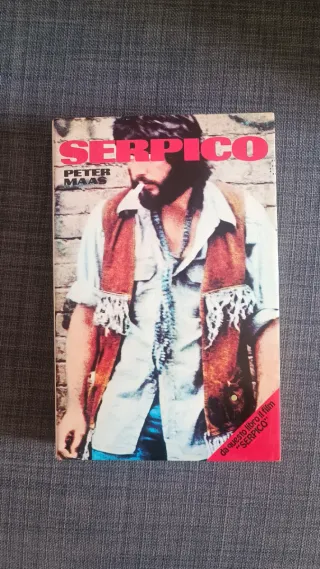 SERPICO
PETER
MAAS
da questo libro il film
"SERPICO"